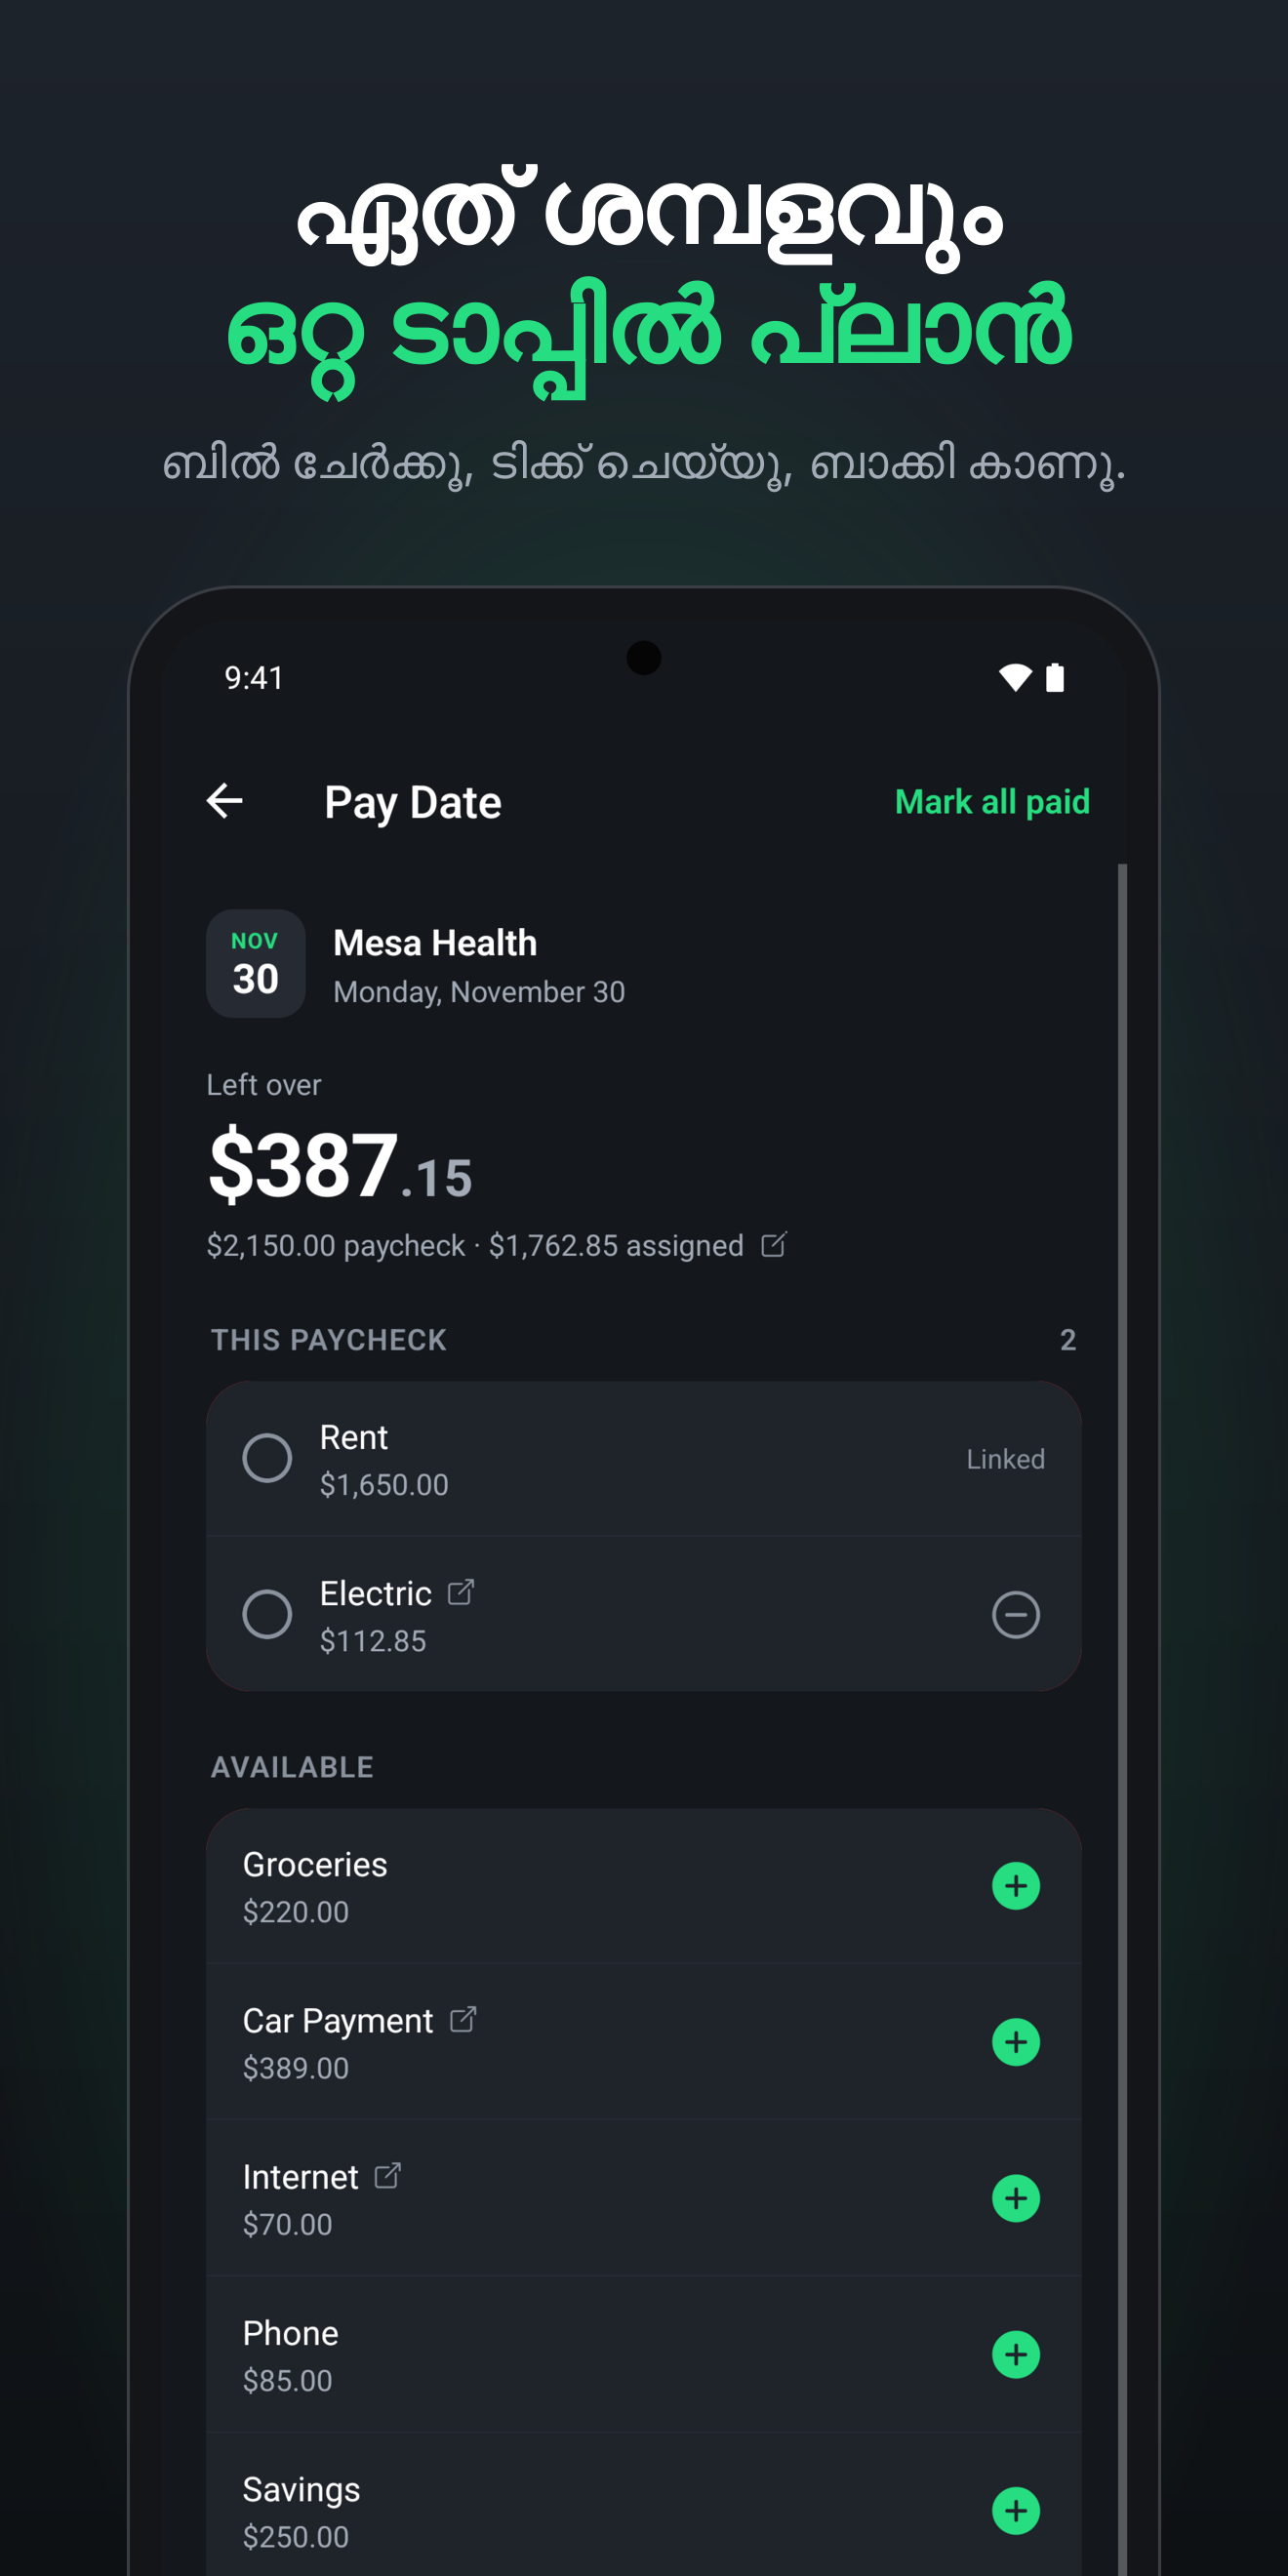 ഏത് ശമ്പളവും
ഒറ്റ ടാപ്പിൽ പ്ലാൻ
ബിൽ ചേർക്കൂ, ടിക്ക് ചെയ്യൂ, ബാക്കി കാണൂ.
9:41
Pay Date
Mark all paid
NOV
30
Mesa Health
Monday, November 30
Left over
$387.15
$2,150.00 paycheck · $1,762.85 assigned
THIS PAYCHECK
2
Rent
$1,650.00
Linked
Electric
$112.85
AVAILABLE
Groceries
$220.00
Car Payment
$389.00
Internet
$70.00
Phone
$85.00
Savings
$250.00